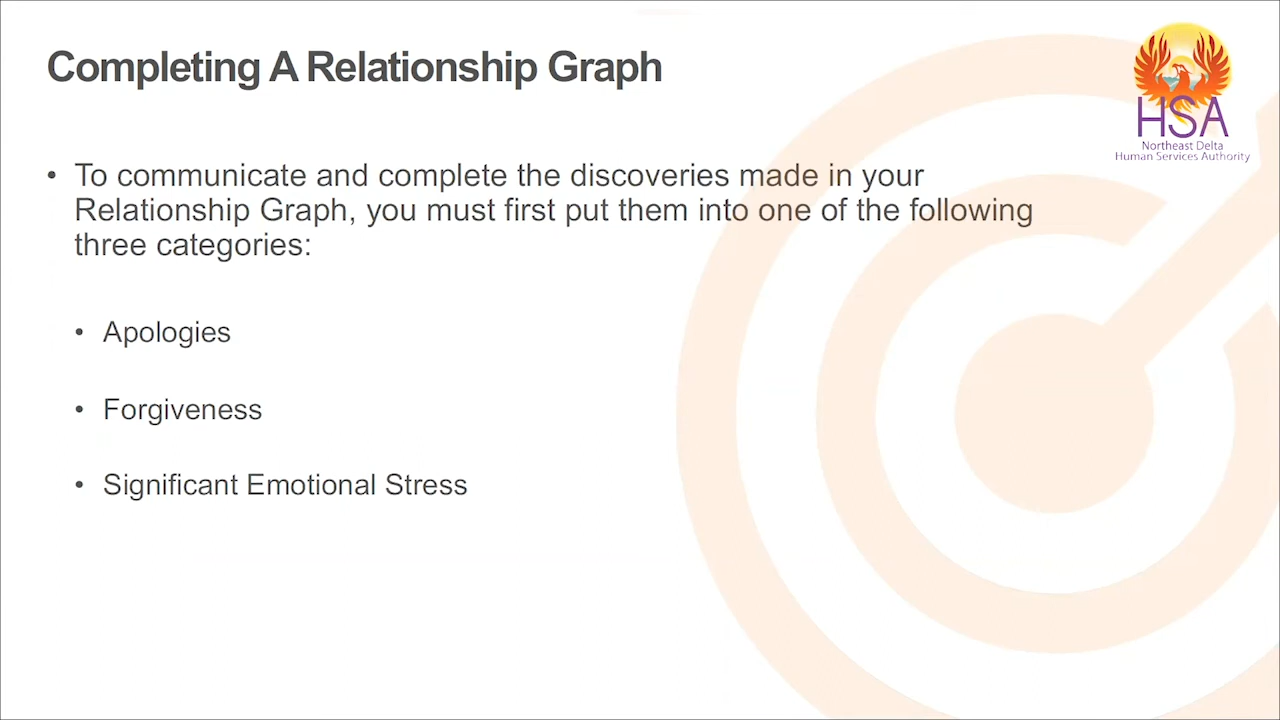 Completing A Relationship Graph
HSA
Northeast Delta
Human Services Authority
• To communicate and complete the discoveries made in your
Relationship Graph, you must first put them into one of the following
three categories:
• Apologies
• Forgiveness
• Significant Emotional Stress